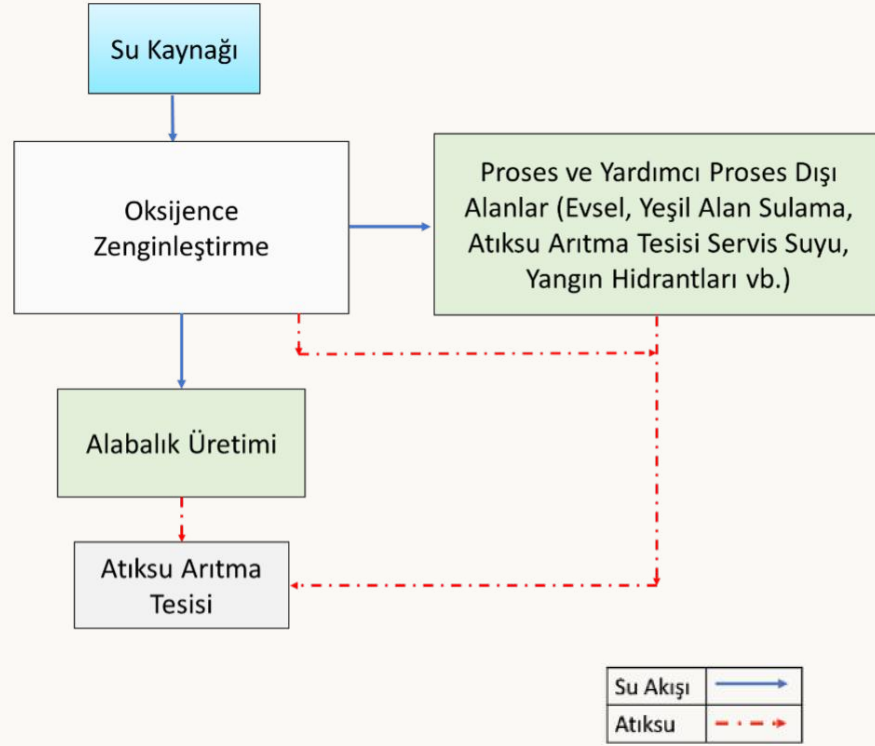 Su Kaynağı
Oksijence
Zenginleştirme
Proses ve Yardımcı Proses Dışı
Alanlar (Evsel, Yeşil Alan Sulama,
Atıksu Arıtma Tesisi Servis Suyu,
Yangın Hidrantları vb.)
Alabalık Üretimi
Atıksu Arıtma
Tesisi
Su Akışı
Atıksu